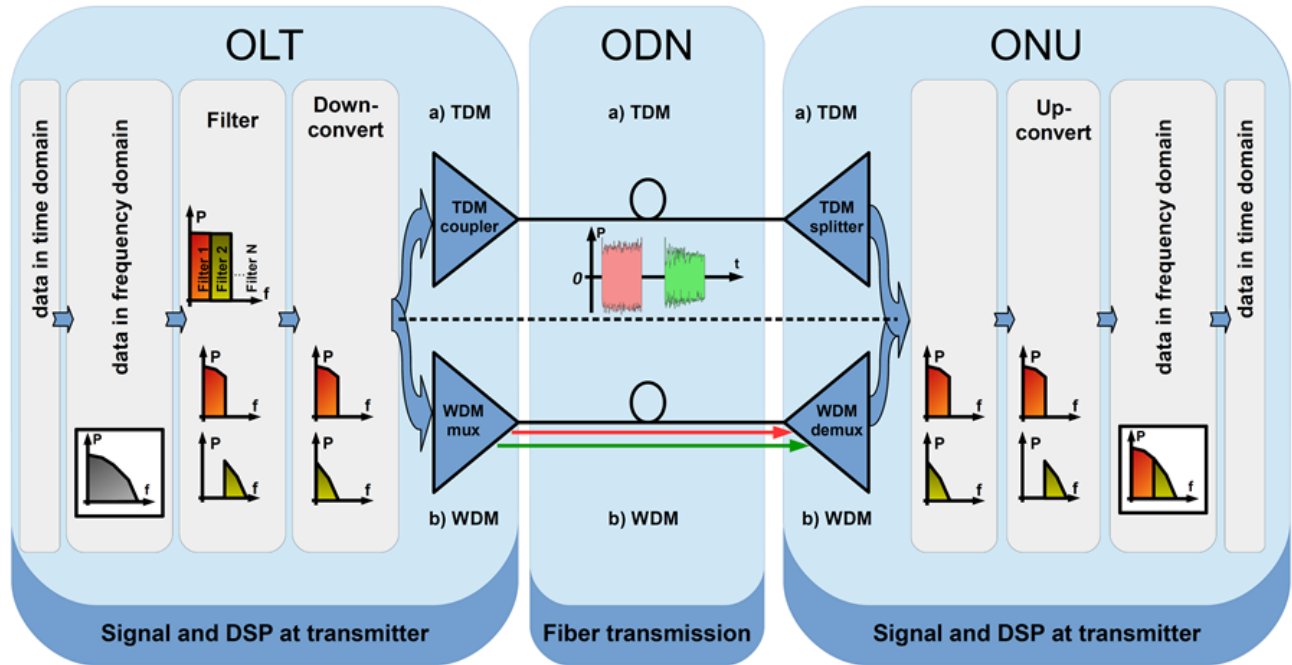 OLT
ODN
ONU
data in time domain
data in frequency domain
P
f
Filter
P
Filter 1
Filter 2
Filter N
f
P
f
P
f
Down-
convert
P
f
P
f
a) TDM
TDM
coupler
WDM
mux
b) WDM
a) TDM
P
0
t
b) WDM
a) TDM
TDM
splitter
WDM
demux
b) WDM
P
f
P
f
Up-
convert
P
f
P
f
data in frequency domain
P
f
data in time domain
Signal and DSP at transmitter
Fiber transmission
Signal and DSP at transmitter